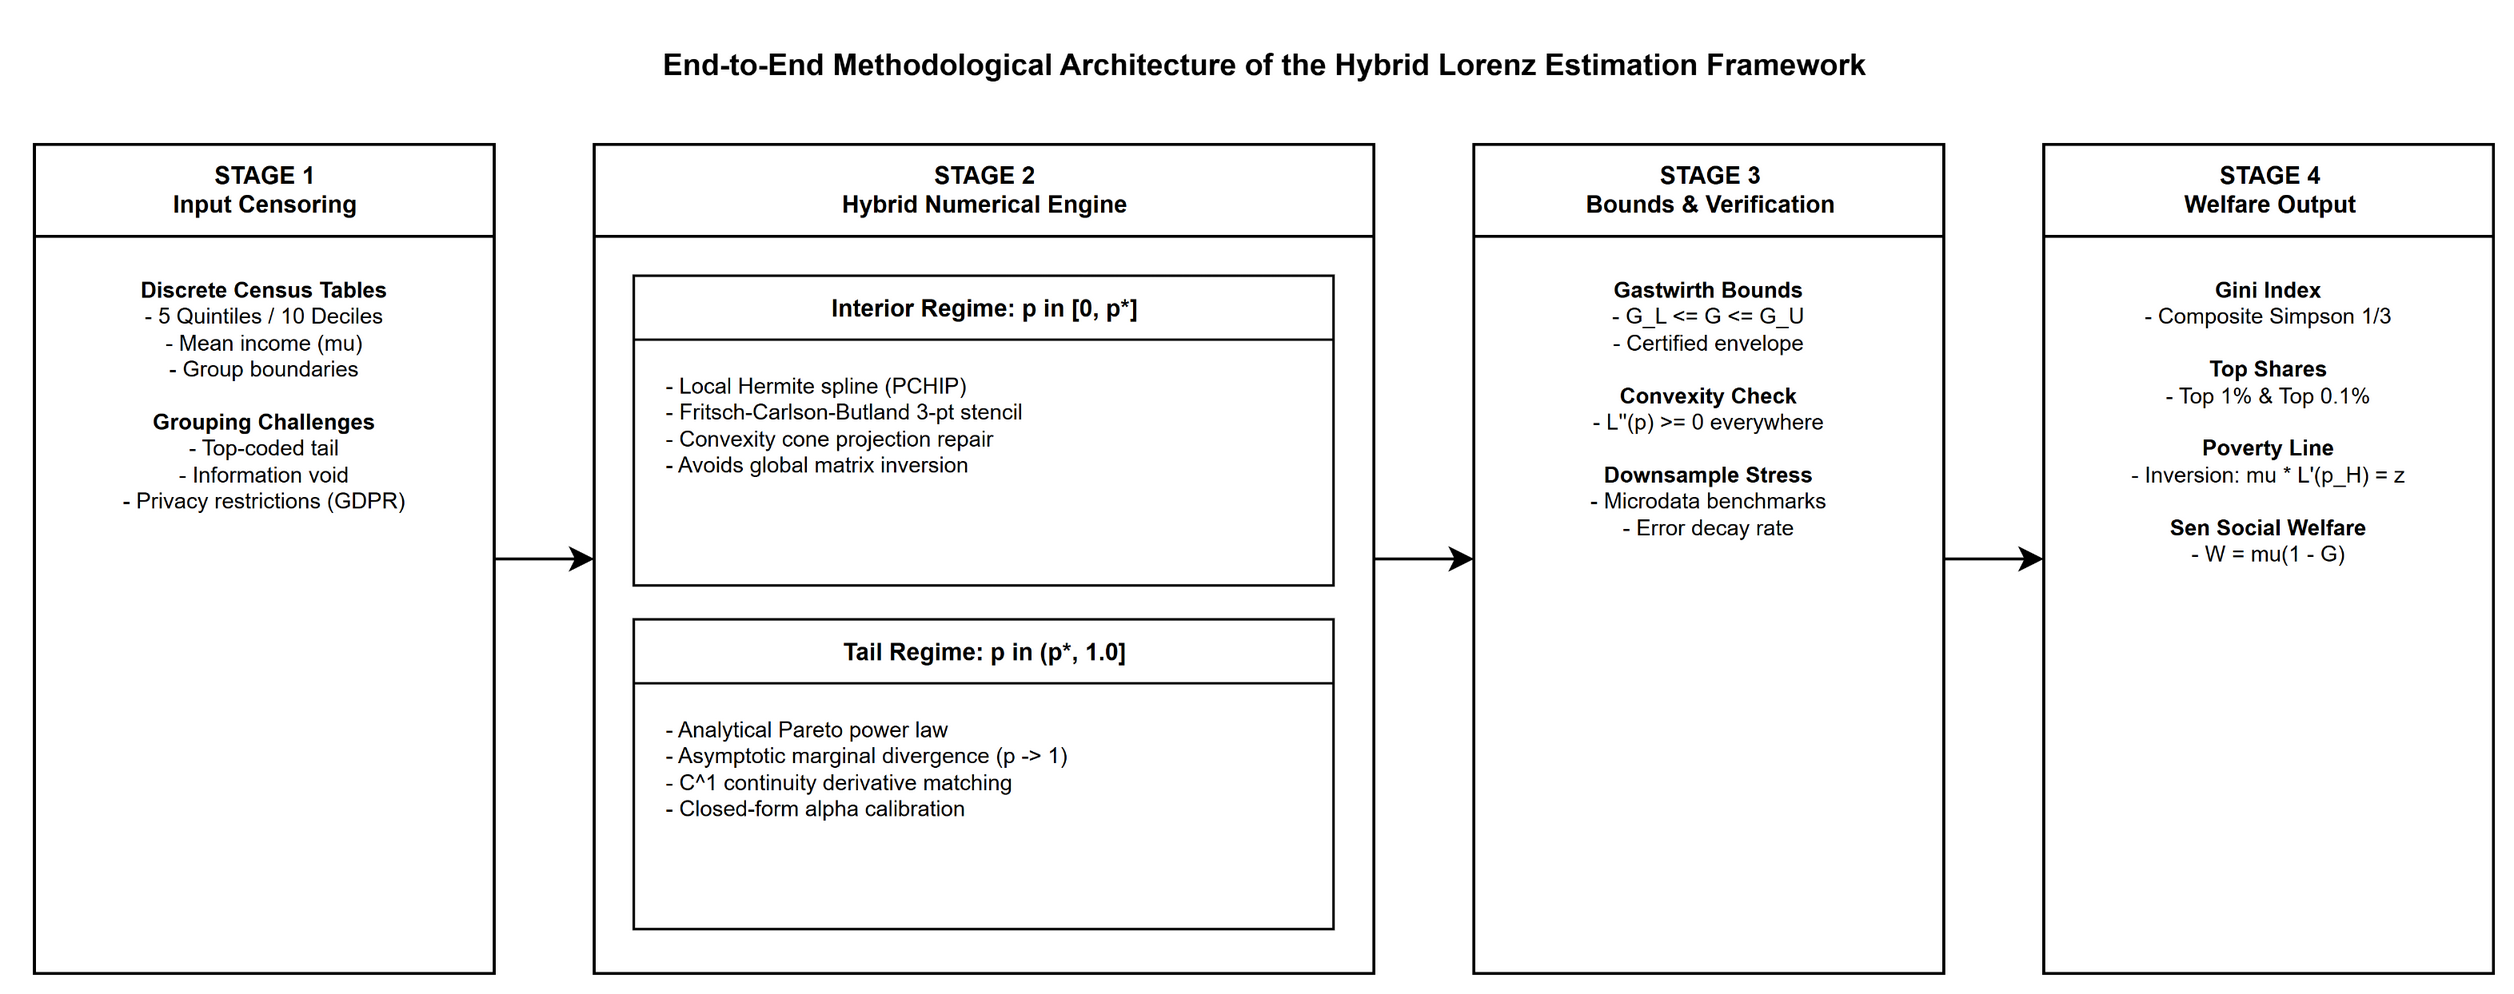 End-to-End Methodological Architecture of the Hybrid Lorenz Estimation Framework
STAGE 1
Input Censoring
Discrete Census Tables
- 5 Quintiles / 10 Deciles
- Mean income (mu)
- Group boundaries
Grouping Challenges
- Top-coded tail
- Information void
- Privacy restrictions (GDPR)
STAGE 2
Hybrid Numerical Engine
Interior Regime: p in [0, p*]
- Local Hermite spline (PCHIP)
- Fritsch-Carlson-Butland 3-pt stencil
- Convexity cone projection repair
- Avoids global matrix inversion
Tail Regime: p in (p*, 1.0]
- Analytical Pareto power law
- Asymptotic marginal divergence (p -> 1)
- C^1 continuity derivative matching
- Closed-form alpha calibration
STAGE 3
Bounds & Verification
Gastwirth Bounds
- G_L <= G <= G_U
- Certified envelope
Convexity Check
- L''(p) >= 0 everywhere
Downsample Stress
- Microdata benchmarks
- Error decay rate
STAGE 4
Welfare Output
Gini Index
- Composite Simpson 1/3
Top Shares
- Top 1% & Top 0.1%
Poverty Line
- Inversion: mu * L'(p_H) = z
Sen Social Welfare
- W = mu(1 - G)